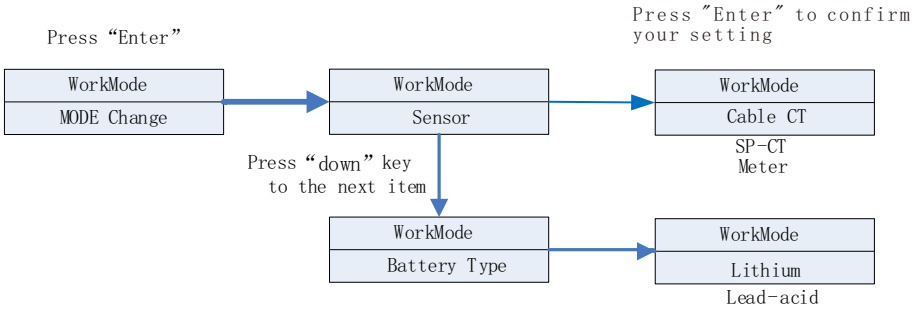 Press "Enter" to confirm
your setting
Press “Enter”
WorkMode
MODE Change
WorkMode
Sensor
WorkMode
Cable CT
SP-CT
Meter
Press “down” key
to the next item
WorkMode
Battery Type
WorkMode
Lithium
Lead-acid